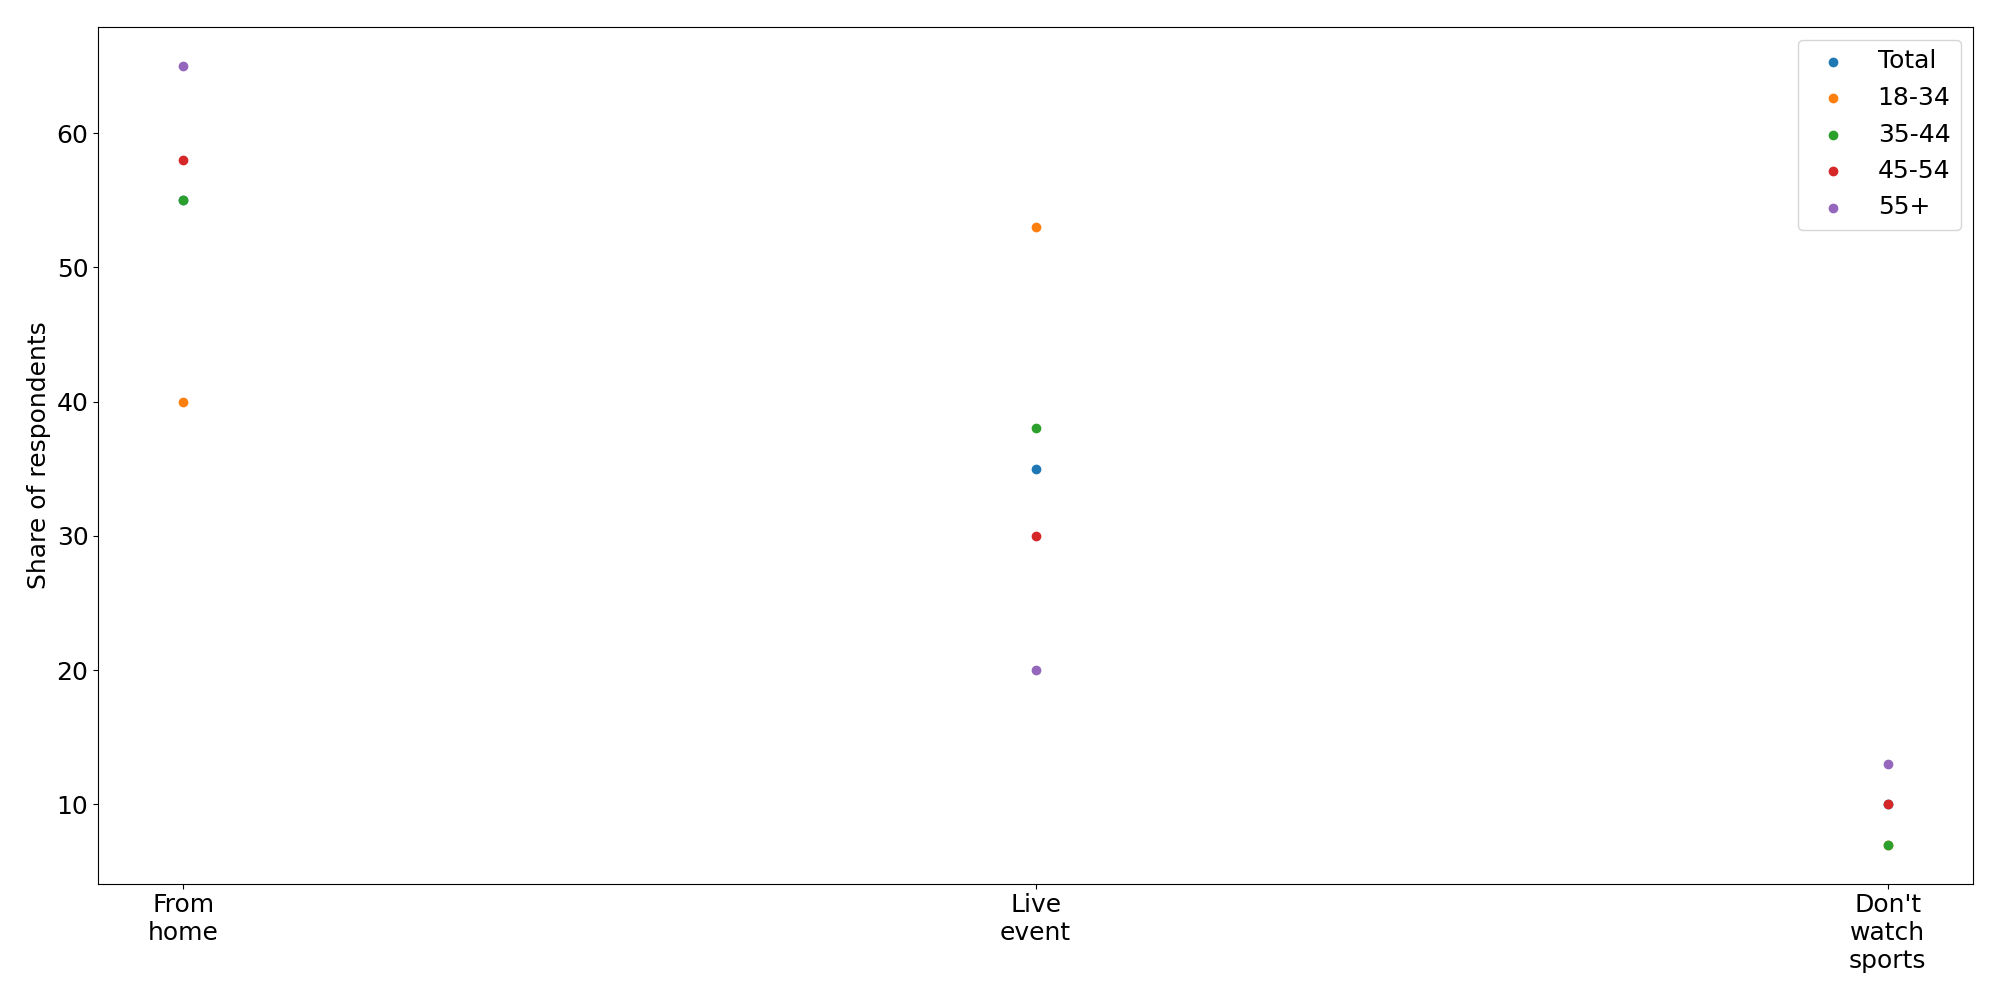 Total
18-34
35-44
45-54
55+
60
50
40
30
20
10
Share of respondents
From
home
Live
event
Don't
watch
sports